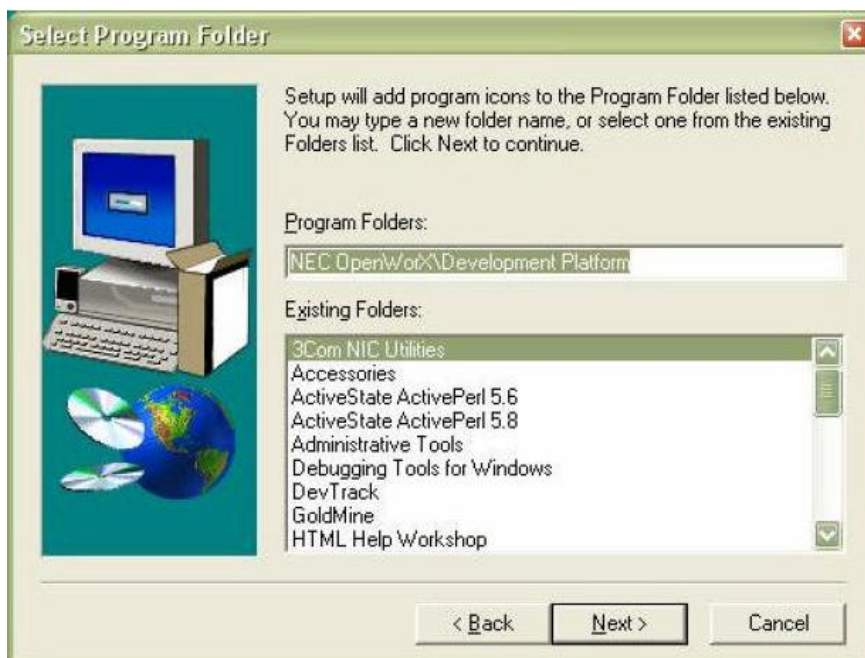 Select Program Folder
Setup will add program icons to the Program Folder listed below.
You may type a new folder name, or select one from the existing
Folders list. Click Next to continue.
Program Folders:
NEC OpenWorX\Development Platform
Existing Folders:
3Com NIC Utilities
Accessories
ActiveState ActivePerl 5.6
ActiveState ActivePerl 5.8
Administrative Tools
Debugging Tools for Windows
DevTrack
GoldMine
HTML Help Workshop
< Back
Next >
Cancel